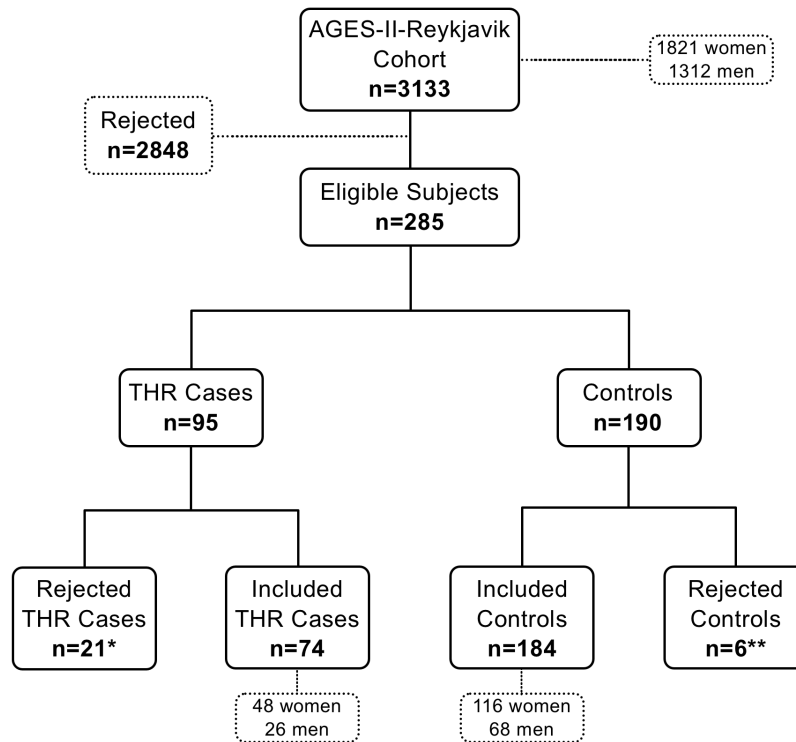 AGES-II-Reykjavik
Cohort
n=3133
1821 women
1312 men
Rejected
n=2848
Eligible Subjects
n=285
THR Cases
n=95
Controls
n=190
Rejected
THR Cases
n=21*
Included
THR Cases
n=74
Included
Controls
n=184
Rejected
Controls
n=6**
48 women
26 men
116 women
68 men